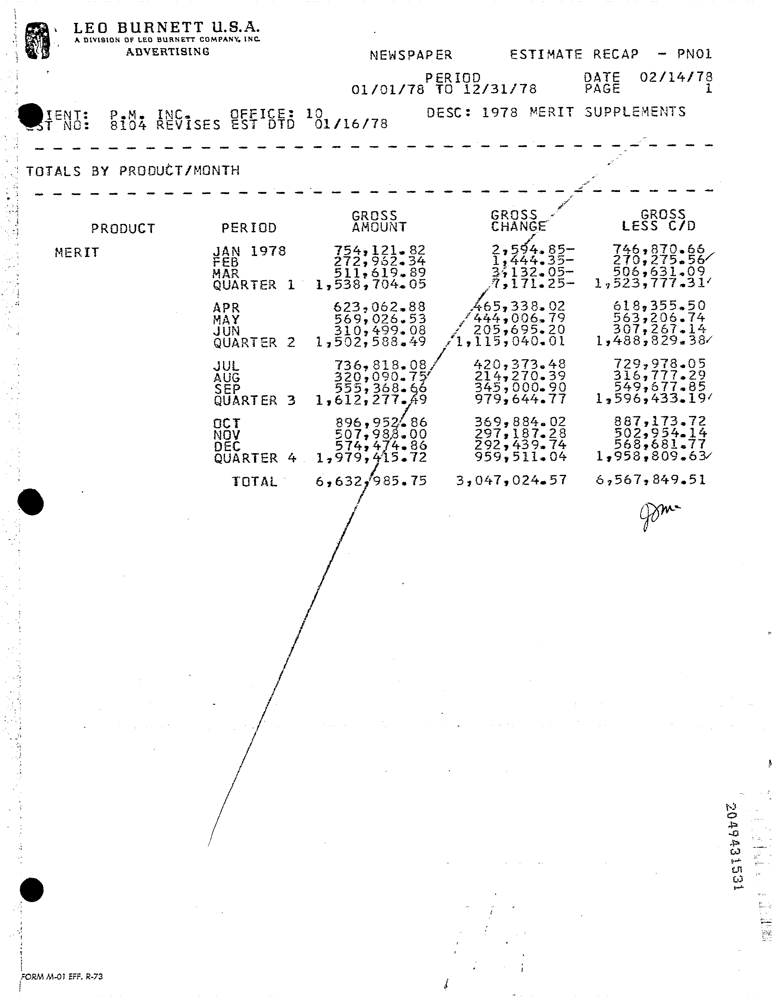 LEO BURNETT U.S.A.
A DIVISION OF LEO BURNETT COMPANY, INC.
ADVERTISING
NEWSPAPER ESTIMATE RECAP - PN01
PERIOD DATE 02/14/78
01/01/78 TO 12/31/78 PAGE 1
IENT: P.M. INC. OFFICE: 10 DESC: 1978 MERIT SUPPLEMENTS
ST NO: 8104 REVISES EST DTD 01/16/78
TOTALS BY PRODUCT/MONTH
GROSS GROSS GROSS
PRODUCT PERIOD AMOUNT CHANGE LESS C/D
MERIT JAN 1978 754,121.82 2,594.85- 746,870.66
FEB 272,962.34 1,444.35- 270,275.56
MAR 511,619.89 3,132.05- 506,631.09
QUARTER 1 1,538,704.05 7,171.25- 1,523,777.31
APR 623,062.88 465,338.02 618,355.50
MAY 569,026.53 444,006.79 563,206.74
JUN 310,499.08 205,695.20 307,267.14
QUARTER 2 1,502,588.49 1,115,040.01 1,488,829.38
JUL 736,818.08 420,373.48 729,978.05
AUG 320,090.75 214,270.39 316,777.29
SEP 555,368.66 345,000.90 549,677.85
QUARTER 3 1,612,277.49 979,644.77 1,596,433.19
OCT 896,952.86 369,884.02 887,173.72
NOV 507,988.00 297,187.28 502,954.14
DEC 574,474.86 292,439.74 568,681.77
QUARTER 4 1,979,415.72 959,511.04 1,958,809.63
TOTAL 6,632,985.75 3,047,024.57 6,567,849.51
2049431531
FORM M-01 EFF. R-73